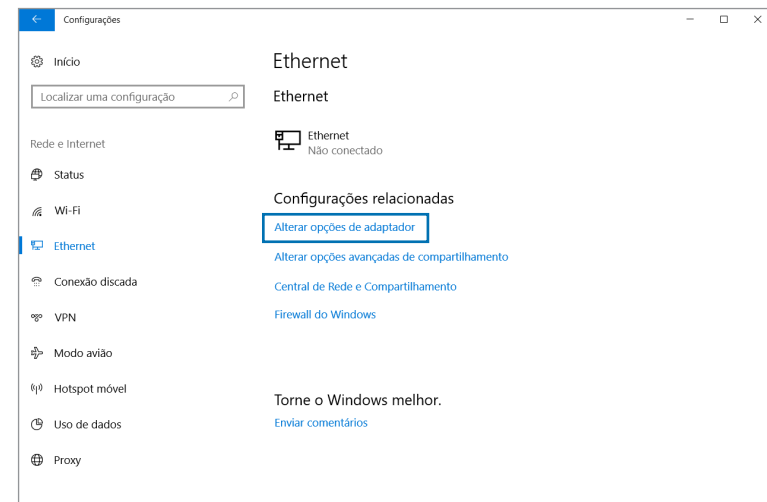 Configurações
Início
Localizar uma configuração
Rede e Internet
Status
Wi-Fi
Ethernet
Conexão discada
VPN
Modo avião
Hotspot móvel
Uso de dados
Proxy
Ethernet
Ethernet
Ethernet
Não conectado
Configurações relacionadas
Alterar opções de adaptador
Alterar opções avançadas de compartilhamento
Central de Rede e Compartilhamento
Firewall do Windows
Torne o Windows melhor.
Enviar comentários